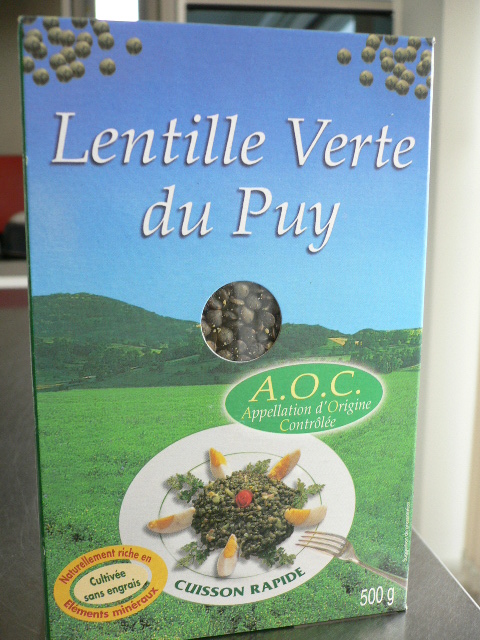 Lentille Verte
du Puy
A.O.C.
Appellation d'Origine
Contrôlée
Naturellement riche en
Cultivée
sans engrais
Eléments minéraux
CUISSON RAPIDE
500 g